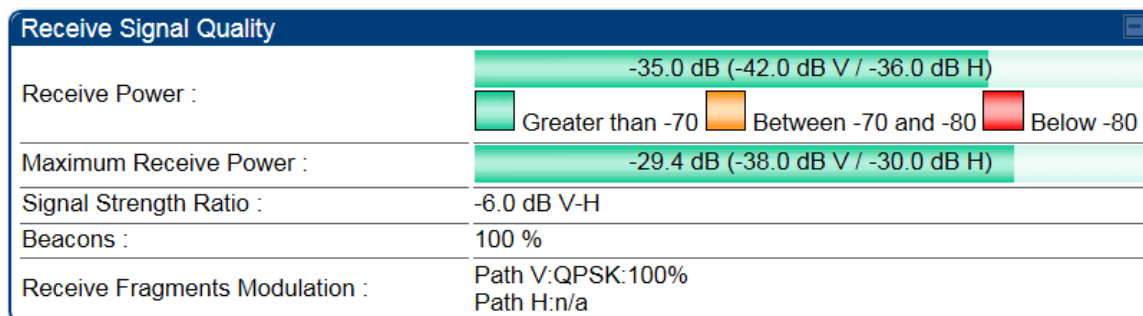 Receive Signal Quality
Receive Power :
-35.0 dB (-42.0 dB V / -36.0 dB H)
Greater than -70 Between -70 and -80 Below -80
Maximum Receive Power :
-29.4 dB (-38.0 dB V / -30.0 dB H)
Signal Strength Ratio :
-6.0 dB V-H
Beacons :
100 %
Receive Fragments Modulation :
Path V:QPSK:100%
Path H:n/a